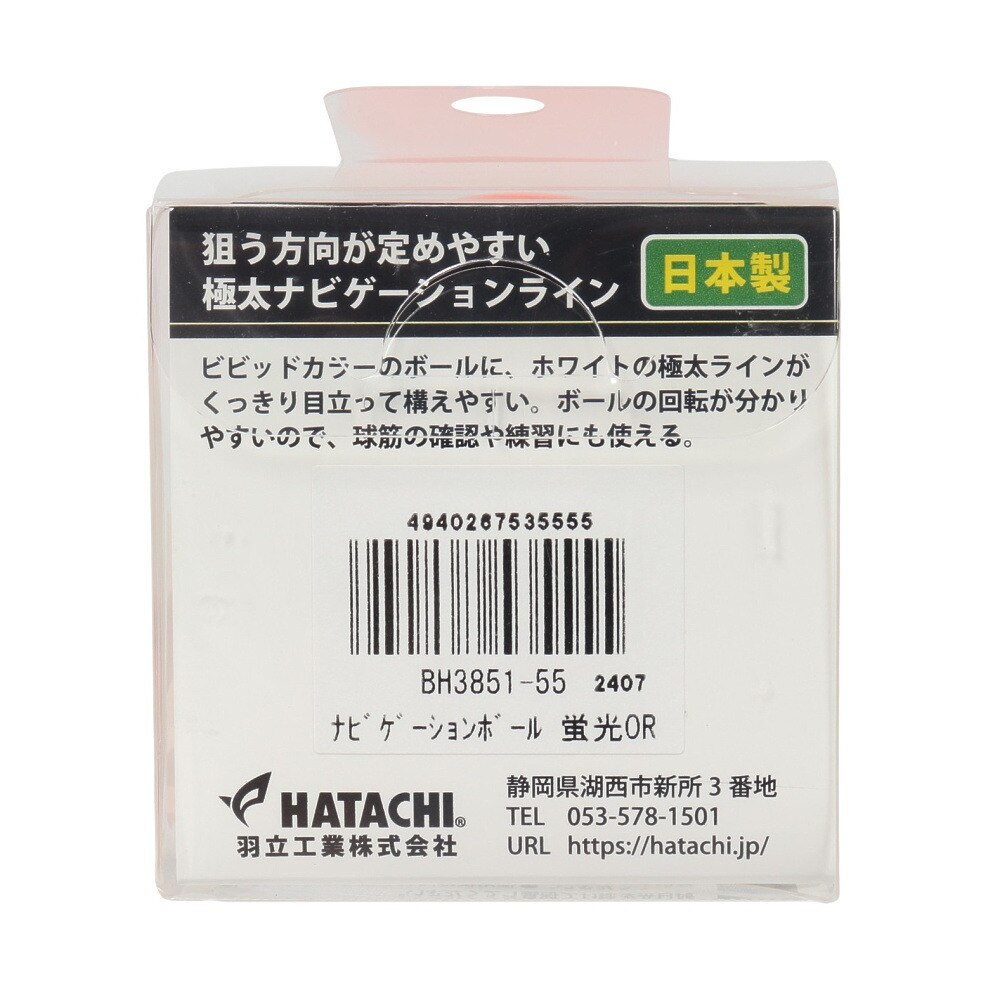 狙う方向が定めやすい
極太ナビゲーションライン
日本製
ビビッドカラーのボールに、ホワイトの極太ラインが
くっきり目立って構えやすい。ボールの回転が分かり
やすいので、球筋の確認や練習にも使える。
4940267535555
BH3851-55 2407
ﾅﾋﾞｹﾞｰｼｮﾝﾎﾞｰﾙ 蛍光OR
HATACHI®
羽立工業株式会社
静岡県湖西市新所3番地
TEL 053-578-1501
URL https://hatachi.jp/